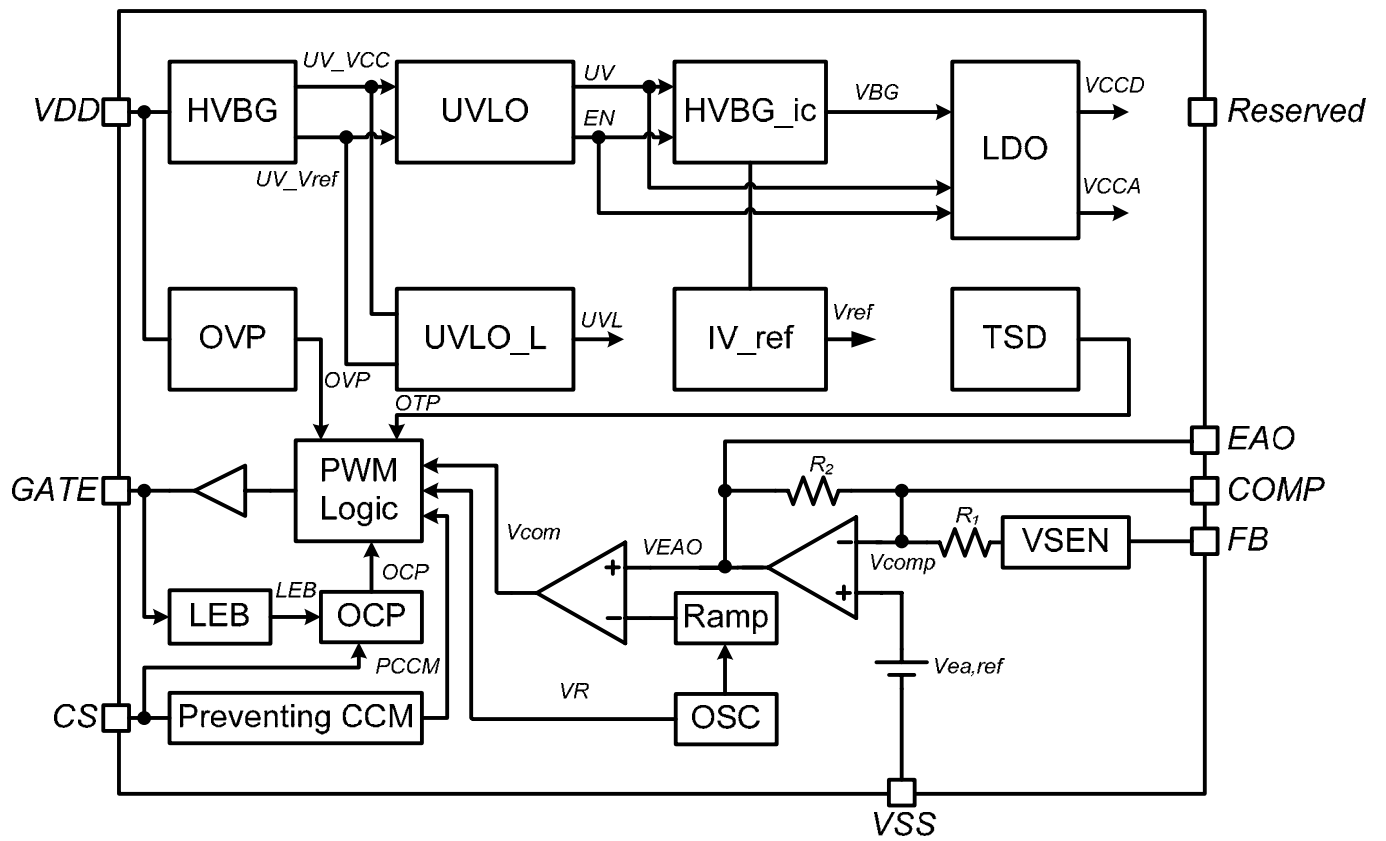 UV_VCC
UV
VBG
VCCD
VDD
HVBG
UVLO
HVBG_ic
LDO
Reserved
EN
UV_Vref
VCCA
OVP
UVLO_L
UVL
IV_ref
Vref
TSD
OVP
OTP
GATE
PWM
Logic
EAO
R2
COMP
R1
VSEN
FB
Vcom
VEAO
+
−
Vcomp
+
−
LEB
LEB
OCP
OCP
Ramp
PCCM
Vea,ref
CS
Preventing CCM
VR
OSC
VSS